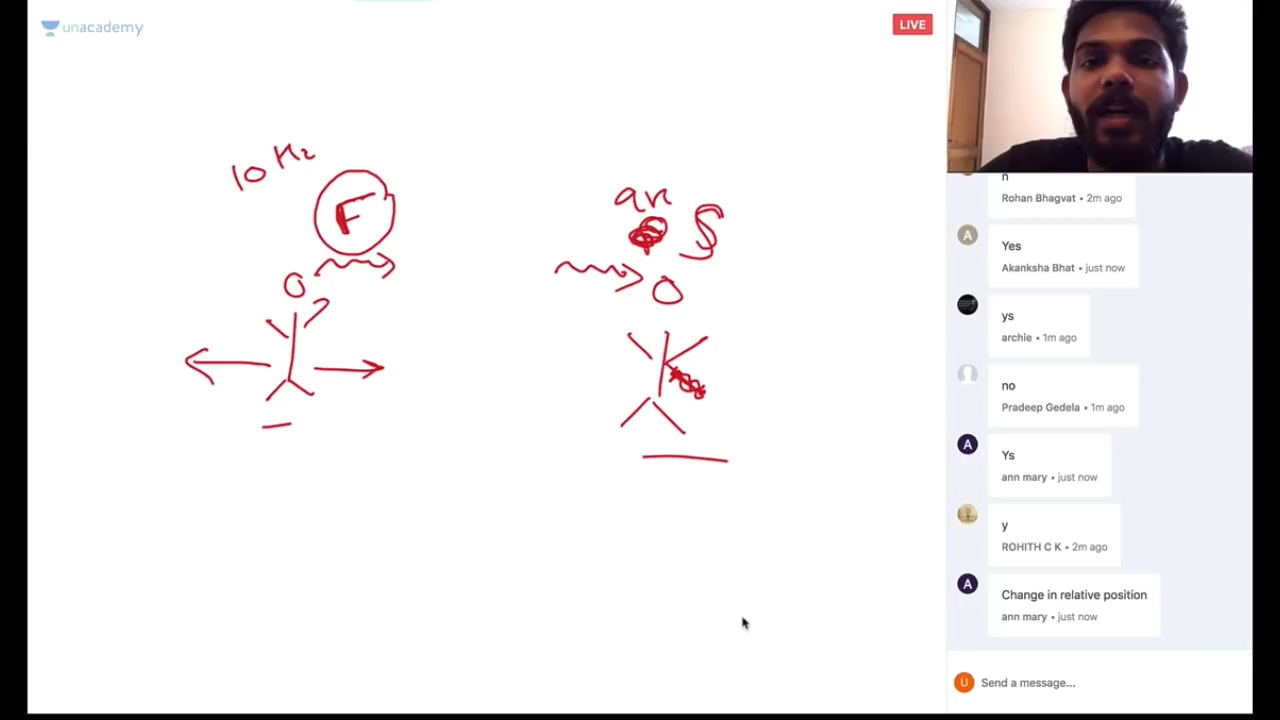 unacademy
LIVE
10 Hz
F
n
Rohan Bhagvat • 2m ago
A
Yes
Akanksha Bhat • just now
ys
archie • 1m ago
no
Pradeep Gedela • 1m ago
A
Ys
ann mary • just now
y
ROHITH C K • 2m ago
A
Change in relative position
ann mary • just now
U
Send a message...